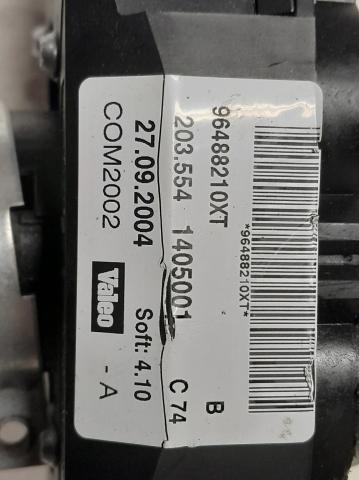 *96488210XT*
96488210XT B
203.554 1405001 C 74
27.09.2004 Soft: 4.10
COM2002 Valeo - A